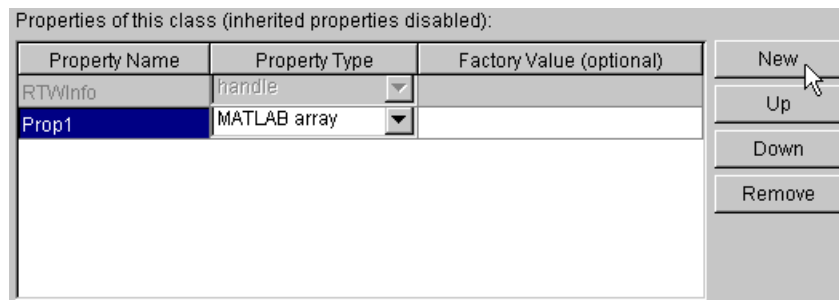 Properties of this class (inherited properties disabled):
Property Name Property Type Factory Value (optional) New
RTWInfo handle
Up
Prop1 MATLAB array
Down
Remove